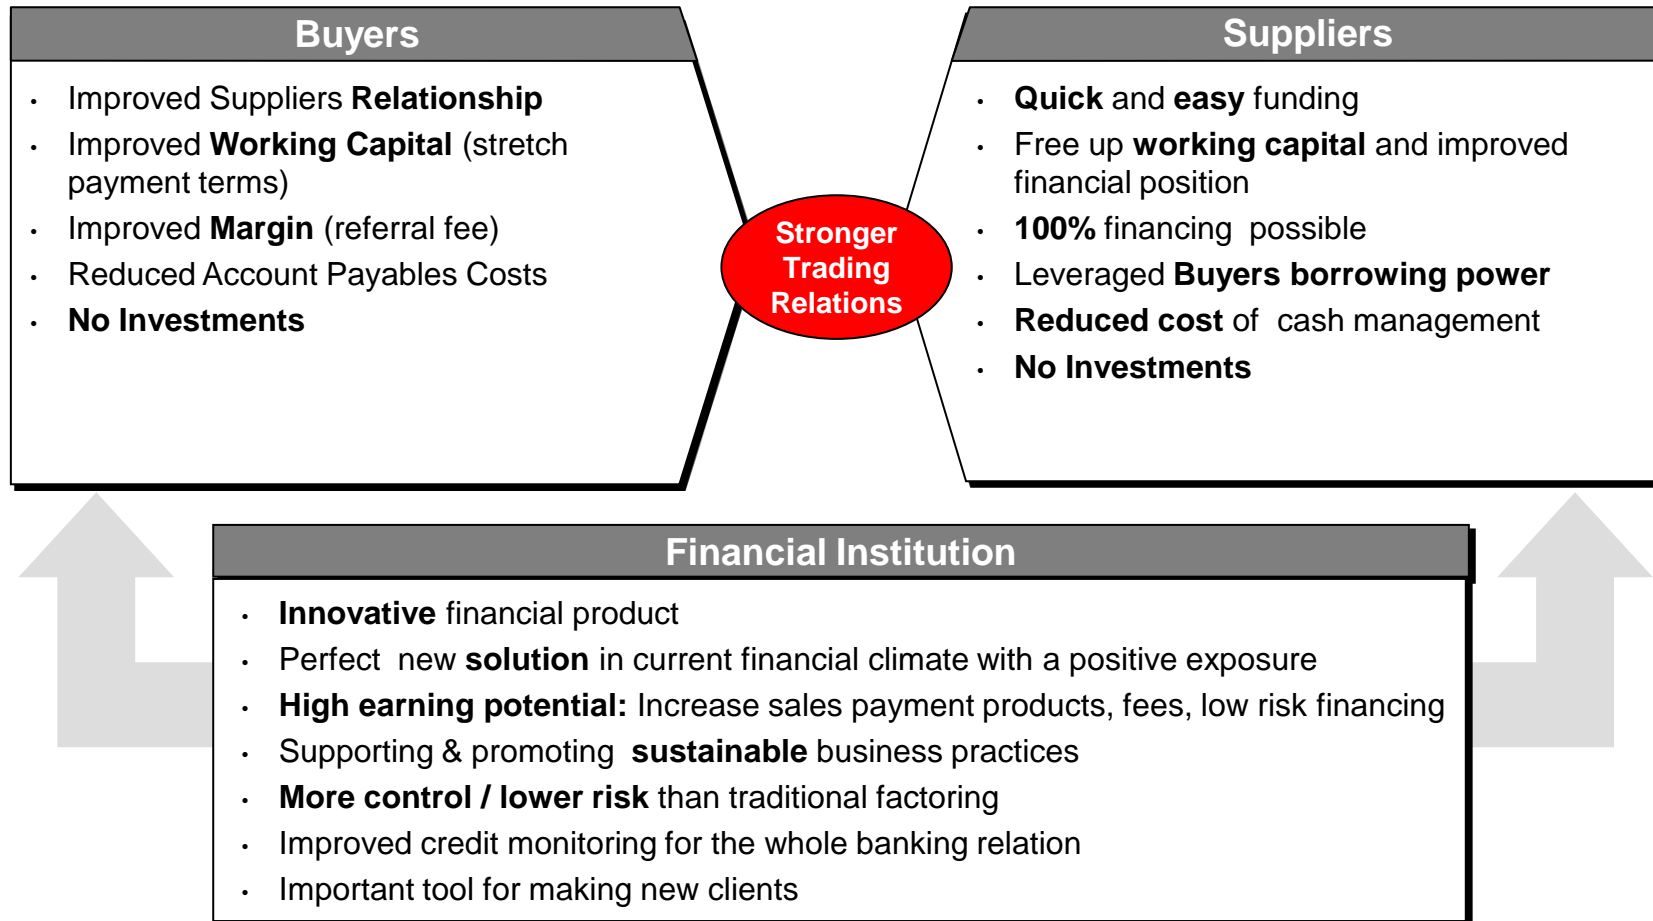 Buyers
• Improved Suppliers Relationship
• Improved Working Capital (stretch
payment terms)
• Improved Margin (referral fee)
• Reduced Account Payables Costs
• No Investments
Stronger
Trading
Relations
Suppliers
• Quick and easy funding
• Free up working capital and improved
financial position
• 100% financing possible
• Leveraged Buyers borrowing power
• Reduced cost of cash management
• No Investments
Financial Institution
• Innovative financial product
• Perfect new solution in current financial climate with a positive exposure
• High earning potential: Increase sales payment products, fees, low risk financing
• Supporting & promoting sustainable business practices
• More control / lower risk than traditional factoring
• Improved credit monitoring for the whole banking relation
• Important tool for making new clients